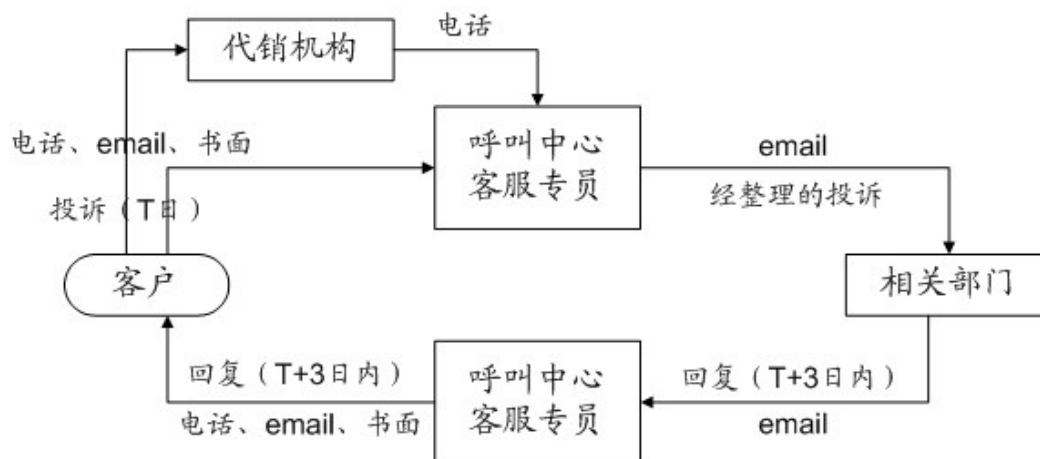 代销机构
电话
电话、email、书面
投诉（T日）
呼叫中心
客服专员
email
经整理的投诉
客户
相关部门
回复（T+3日内）
电话、email、书面
呼叫中心
客服专员
回复（T+3日内）
email